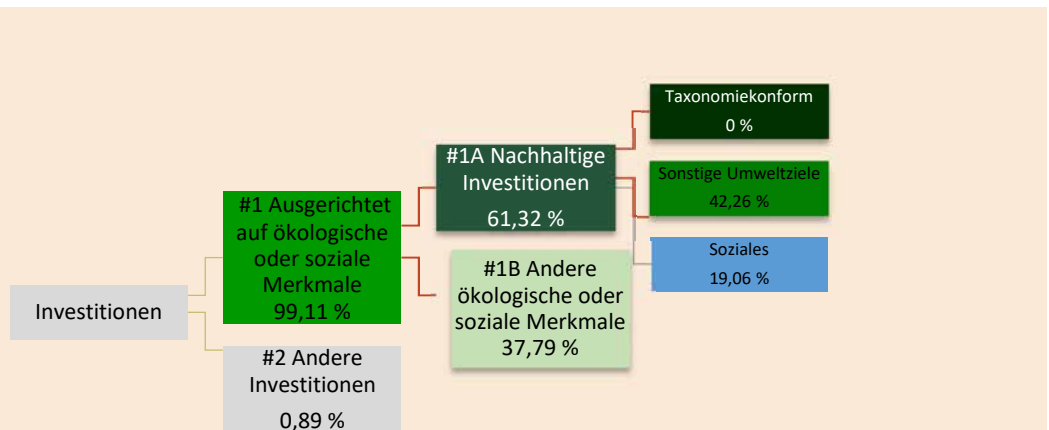 Investitionen
#1 Ausgerichtet
auf ökologische
oder soziale
Merkmale
99,11 %
#2 Andere
Investitionen
0,89 %
#1A Nachhaltige
Investitionen
61,32 %
#1B Andere
ökologische oder
soziale Merkmale
37,79 %
Taxonomiekonform
0 %
Sonstige Umweltziele
42,26 %
Soziales
19,06 %